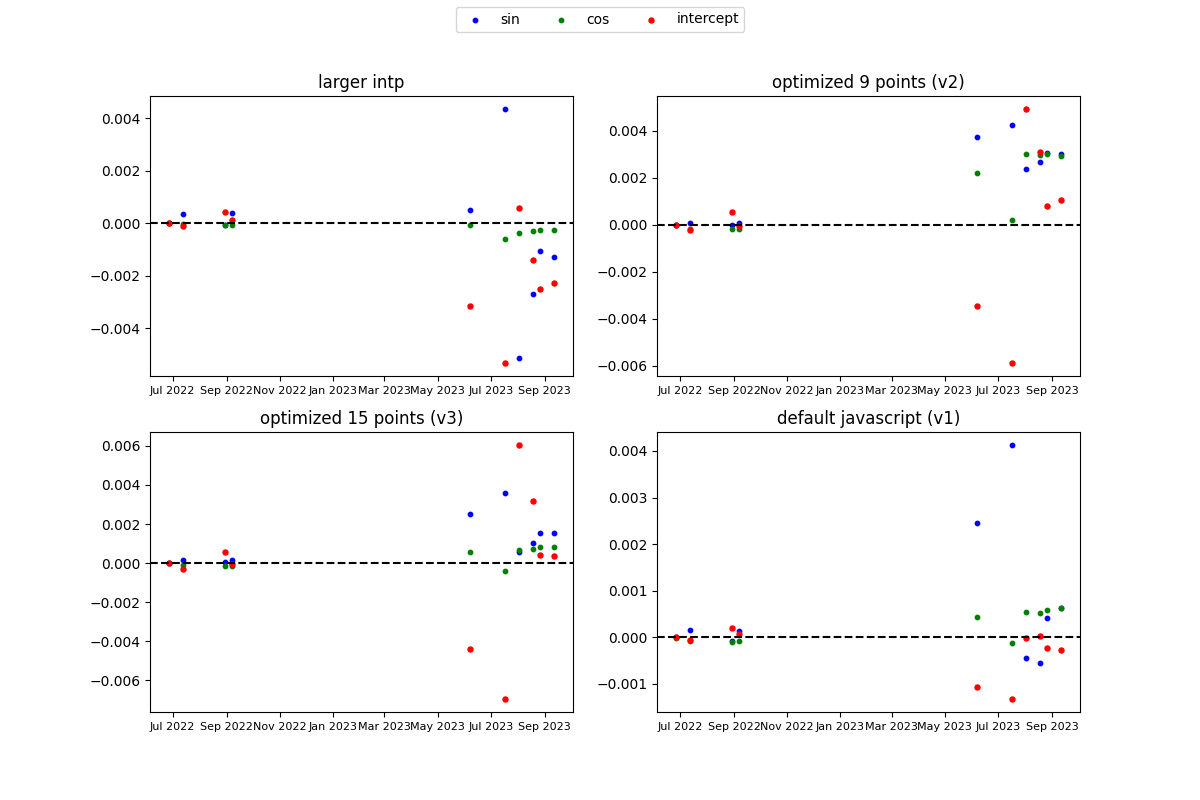 sin cos intercept
larger intp
0.004
0.002
0.000
−0.002
−0.004
Jul 2022 Sep 2022 Nov 2022 Jan 2023 Mar 2023 May 2023 Jul 2023 Sep 2023
optimized 9 points (v2)
0.004
0.002
0.000
−0.002
−0.004
−0.006
Jul 2022 Sep 2022 Nov 2022 Jan 2023 Mar 2023 May 2023 Jul 2023 Sep 2023
optimized 15 points (v3)
0.006
0.004
0.002
0.000
−0.002
−0.004
−0.006
Jul 2022 Sep 2022 Nov 2022 Jan 2023 Mar 2023 May 2023 Jul 2023 Sep 2023
default javascript (v1)
0.004
0.003
0.002
0.001
0.000
−0.001
Jul 2022 Sep 2022 Nov 2022 Jan 2023 Mar 2023 May 2023 Jul 2023 Sep 2023